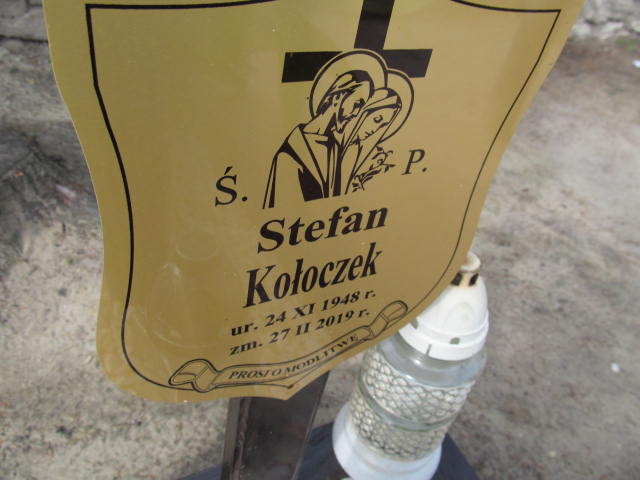 Ś. P.
Stefan
Kołoczek
ur. 24 XI 1948 r.
zm. 27 II 2019 r.
PROSI O MODLITWĘ